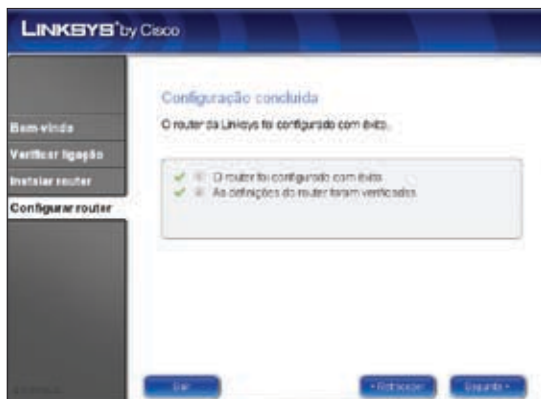 LINKSYS® by Cisco
Configuração concluída
O router da Linksys foi configurado com êxito.
Bem-vindo
Verificar ligação
Instalar router
Configurar router
O router foi configurado com êxito
As definições do router foram verificadas
Sair
Retroceder
Seguinte